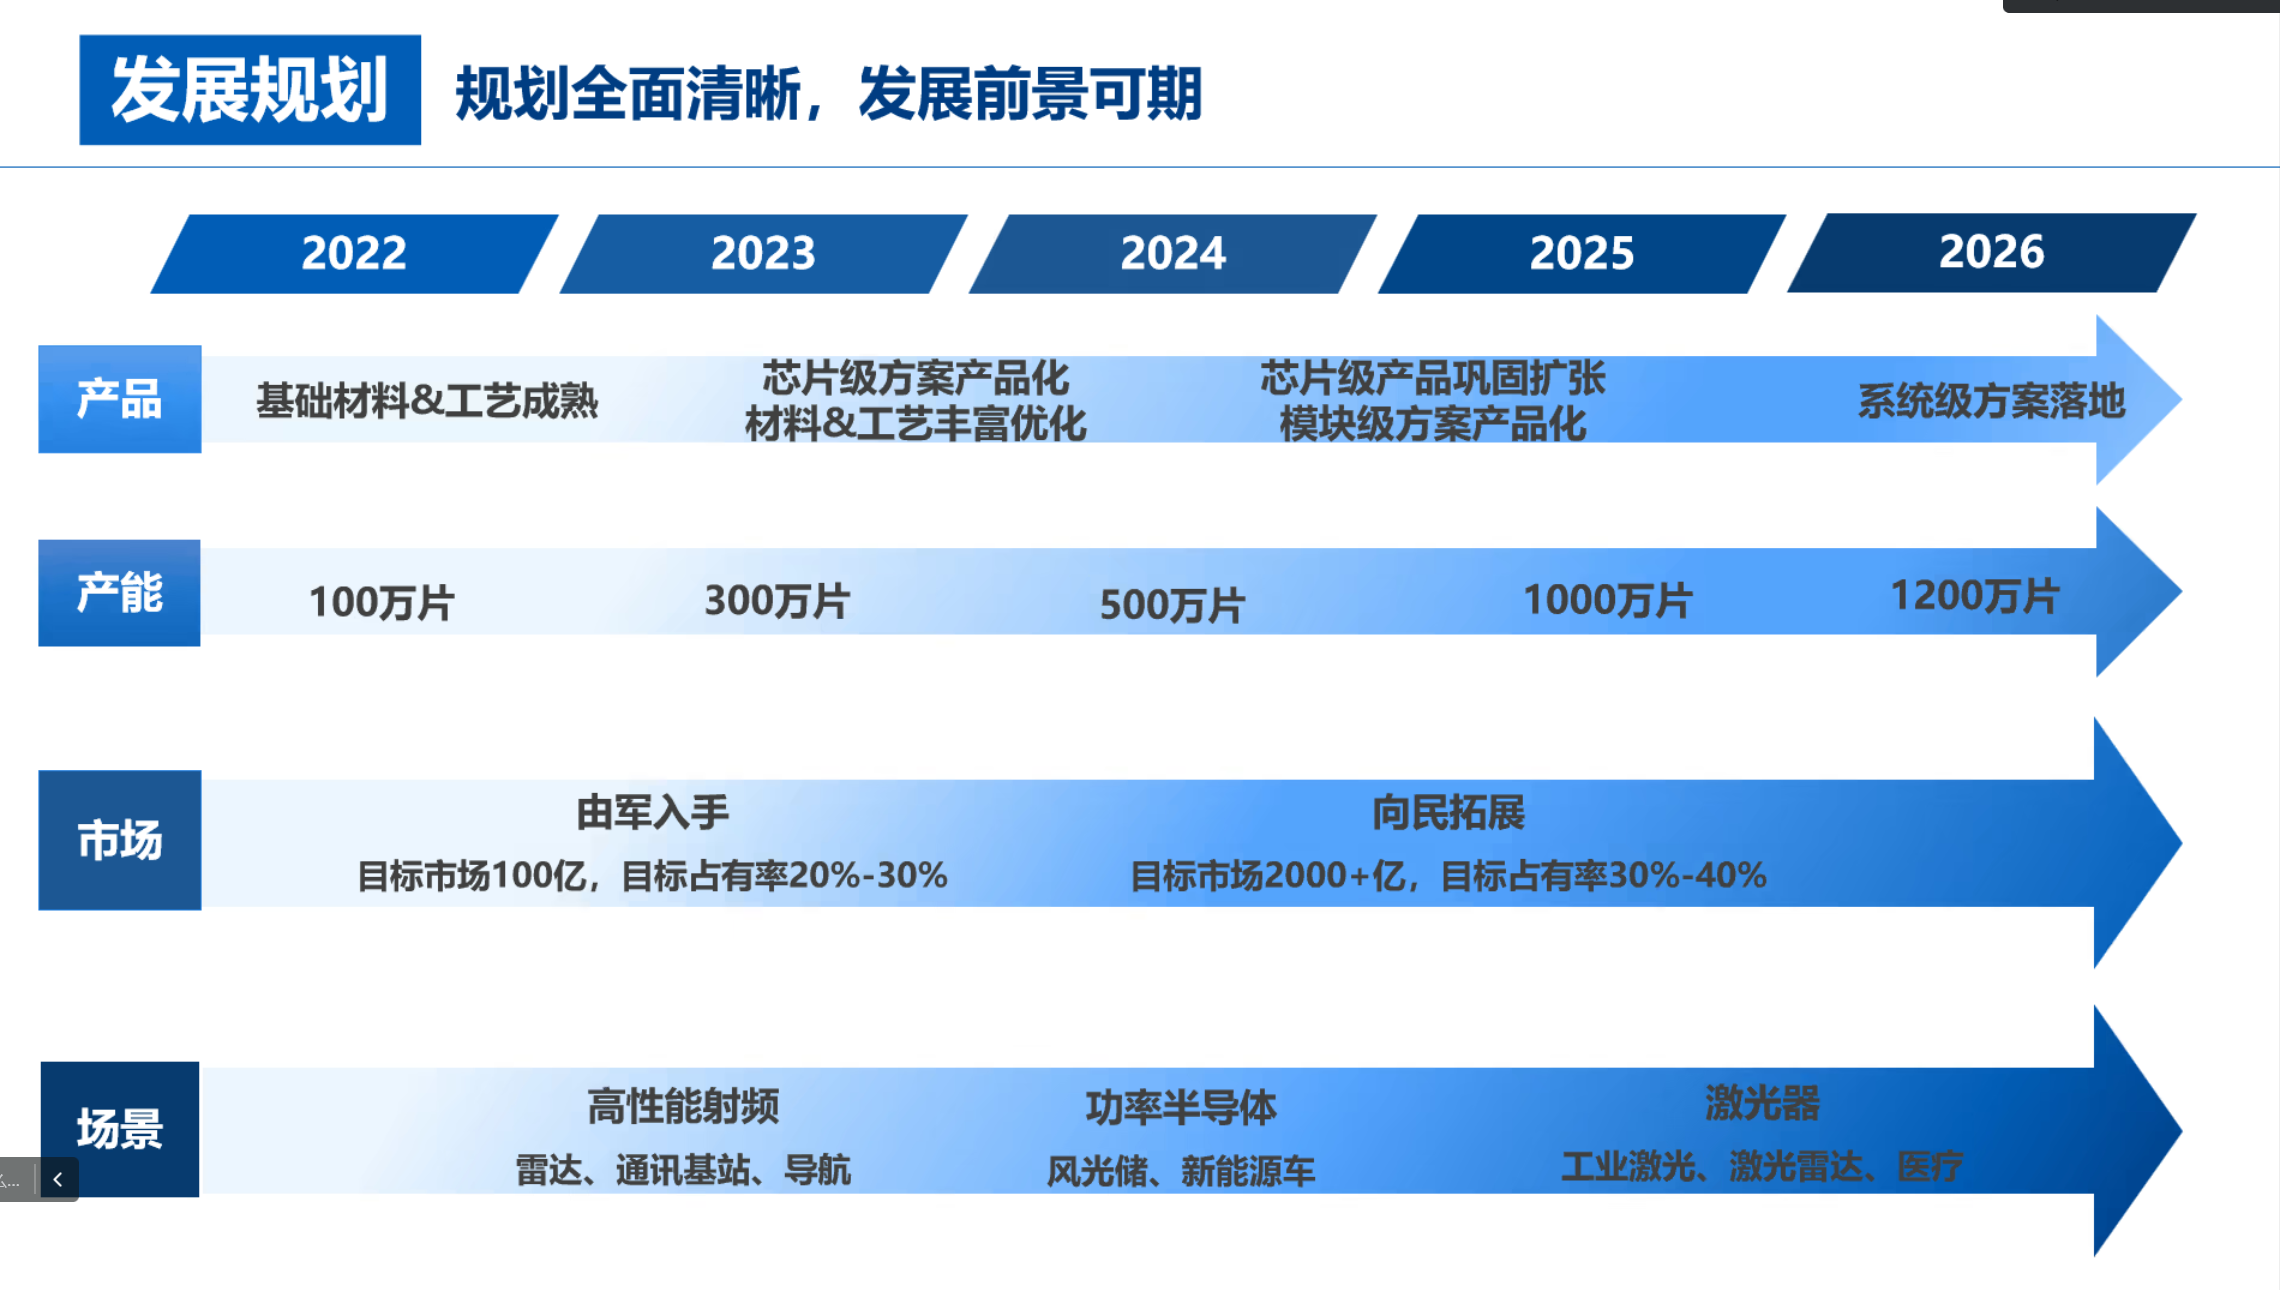 发展规划
规划全面清晰，发展前景可期
2022
2023
2024
2025
2026
产品
基础材料&工艺成熟
芯片级方案产品化
材料&工艺丰富优化
芯片级产品巩固扩张
模块级方案产品化
系统级方案落地
产能
100万片
300万片
500万片
1000万片
1200万片
市场
由军入手
目标市场100亿，目标占有率20%-30%
向民拓展
目标市场2000+亿，目标占有率30%-40%
场景
高性能射频
雷达、通讯基站、导航
功率半导体
风光储、新能源车
激光器
工业激光、激光雷达、医疗